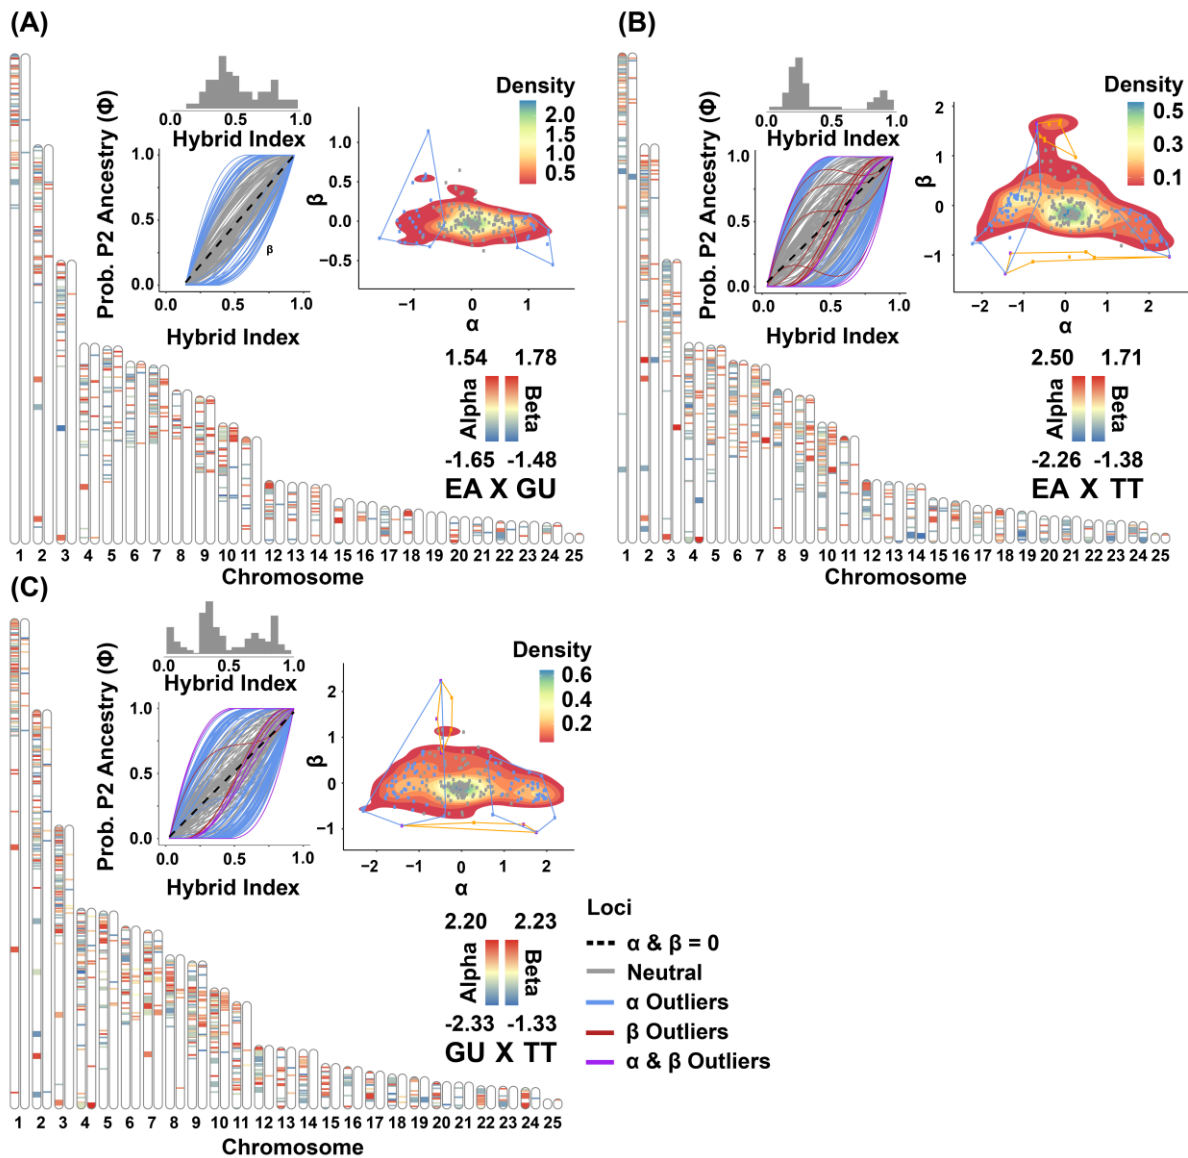 (A)
Hybrid Index
0.0 0.5 1.0
Prob. P2 Ancestry (Φ)
1.0
0.5
0.0
β
0.0 0.5 1.0
Hybrid Index
Density
2.0
1.5
1.0
0.5
β
1.0
0.5
0.0
−0.5
−1 0 1
α
1.54 1.78
Alpha Beta
-1.65 -1.48
EA X GU
1 2 3 4 5 6 7 8 9 10 11 12 13 14 15 16 17 18 19 20 21 22 23 24 25
Chromosome
(B)
0.0 0.5 1.0
Hybrid Index
Prob. P2 Ancestry (Φ)
1.0
0.5
0.0
0.0 0.5 1.0
Hybrid Index
Density
0.5
0.3
0.1
β
2
1
0
−1
−2 −1 0 1 2
α
2.50 1.71
Alpha Beta
-2.26 -1.38
EA X TT
1 2 3 4 5 6 7 8 9 10 11 12 13 14 15 16 17 18 19 20 21 22 23 24 25
Chromosome
(C)
0.0 0.5 1.0
Hybrid Index
Prob. P2 Ancestry (Φ)
1.0
0.5
0.0
0.0 0.5 1.0
Hybrid Index
Density
0.6
0.4
0.2
β
2
1
0
−1
−2 −1 0 1 2
α
2.20 2.23
Alpha Beta
-2.33 -1.33
GU X TT
1 2 3 4 5 6 7 8 9 10 11 12 13 14 15 16 17 18 19 20 21 22 23 24 25
Chromosome
Loci
α & β = 0
Neutral
α Outliers
β Outliers
α & β Outliers